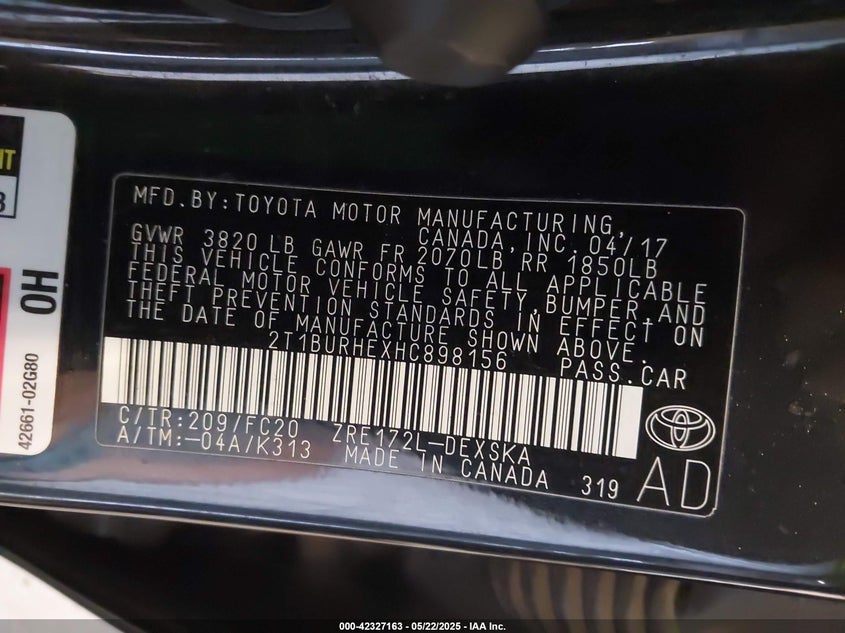 MFD.BY:TOYOTA MOTOR MANUFACTURING,
CANADA,INC. 04/17
GVWR 3820 LB GAWR FR 2070LB RR 1850LB
THIS VEHICLE CONFORMS TO ALL APPLICABLE
FEDERAL MOTOR VEHICLE SAFETY,BUMPER,AND
THEFT PREVENTION STANDARDS IN EFFECT ON
THE DATE OF MANUFACTURE SHOWN ABOVE.
2T1BURHEXHC898156 PASS.CAR
C/TR:209/FC20 ZRE172L-DEXSKA
A/TM:-04A/K313 MADE IN CANADA 319
AD
OH
42661-02G80
000-42327163 - 05/22/2025 - IAA Inc.